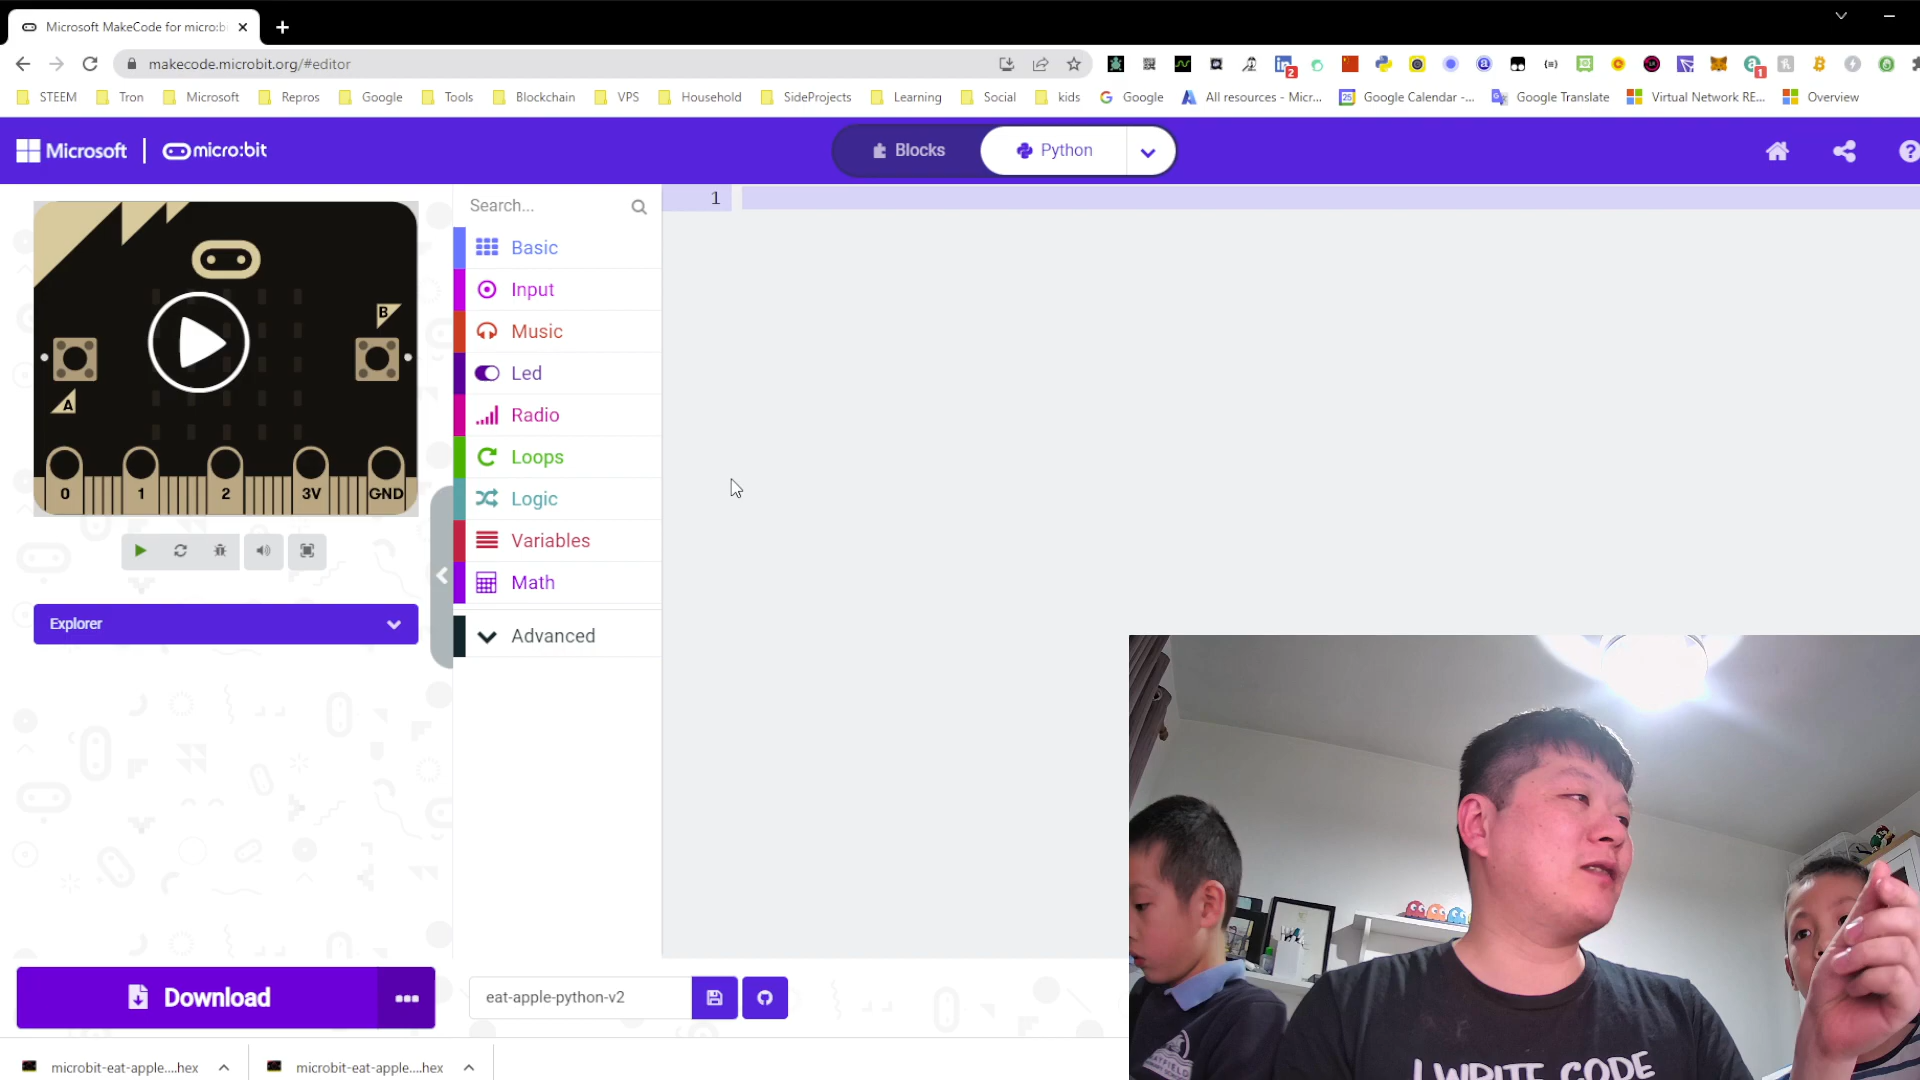 Microsoft MakeCode for micro:b
makecode.microbit.org/#editor
2
1
STEEM
Tron
Microsoft
Repros
Google
Tools
Blockchain
VPS
Household
SideProjects
Learning
Social
kids
Google
All resources - Micr...
25
Google Calendar -...
Google Translate
Virtual Network RE...
Overview
Microsoft
micro:bit
Blocks
Python
?
Search...
1
Basic
Input
Music
Led
Radio
Loops
Logic
Variables
Math
Advanced
B
A
0
1
2
3V
GND
Explorer
Download
eat-apple-python-v2
I WRITE CODE
microbit-eat-apple....hex
microbit-eat-apple....hex